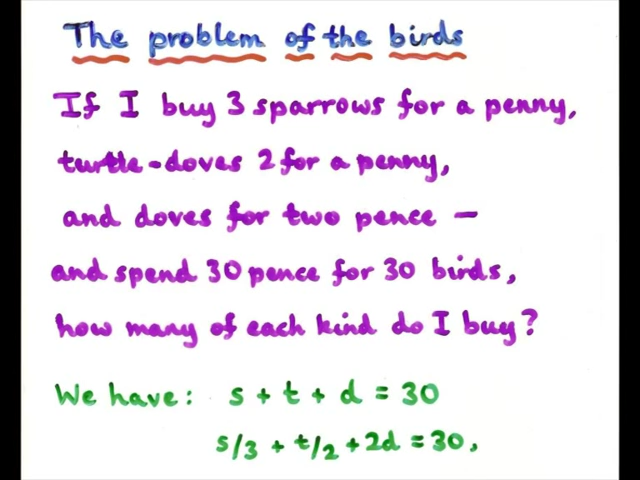 The problem of the birds
If I buy 3 sparrows for a penny,
turtle-doves 2 for a penny,
and doves for two pence –
and spend 30 pence for 30 birds,
how many of each kind do I buy?
We have: s + t + d = 30
s/3 + t/2 + 2d = 30,